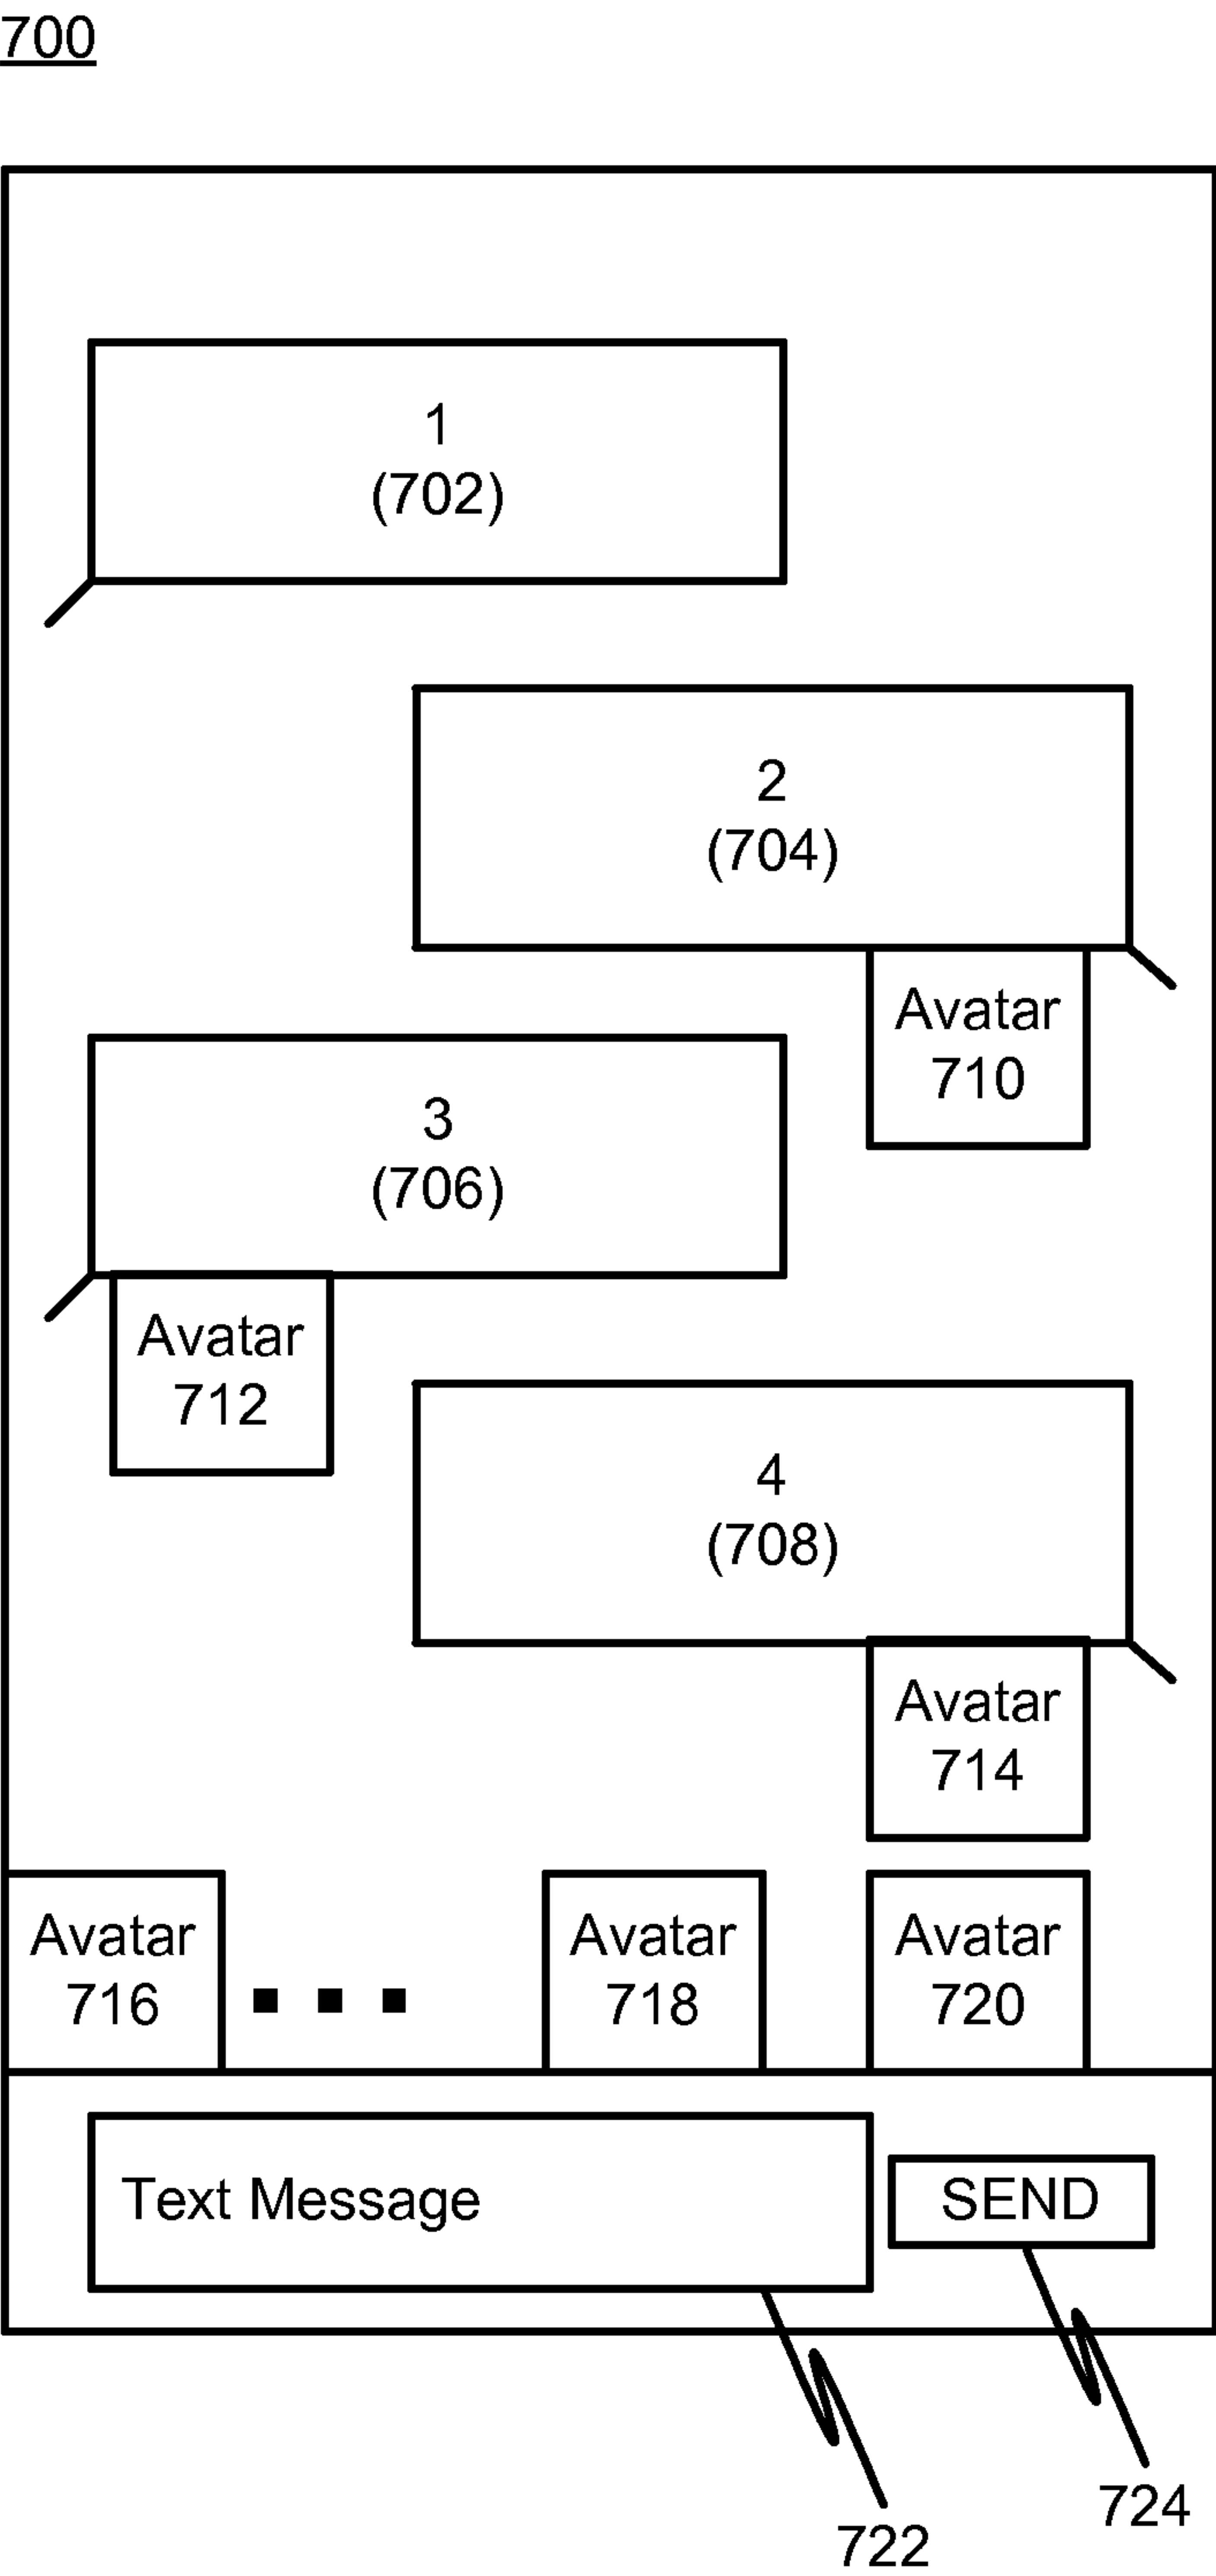 700
1
(702)
2
(704)
Avatar
710
3
(706)
Avatar
712
4
(708)
Avatar
714
Avatar
716
Avatar
718
Avatar
720
Text Message
SEND
724
722